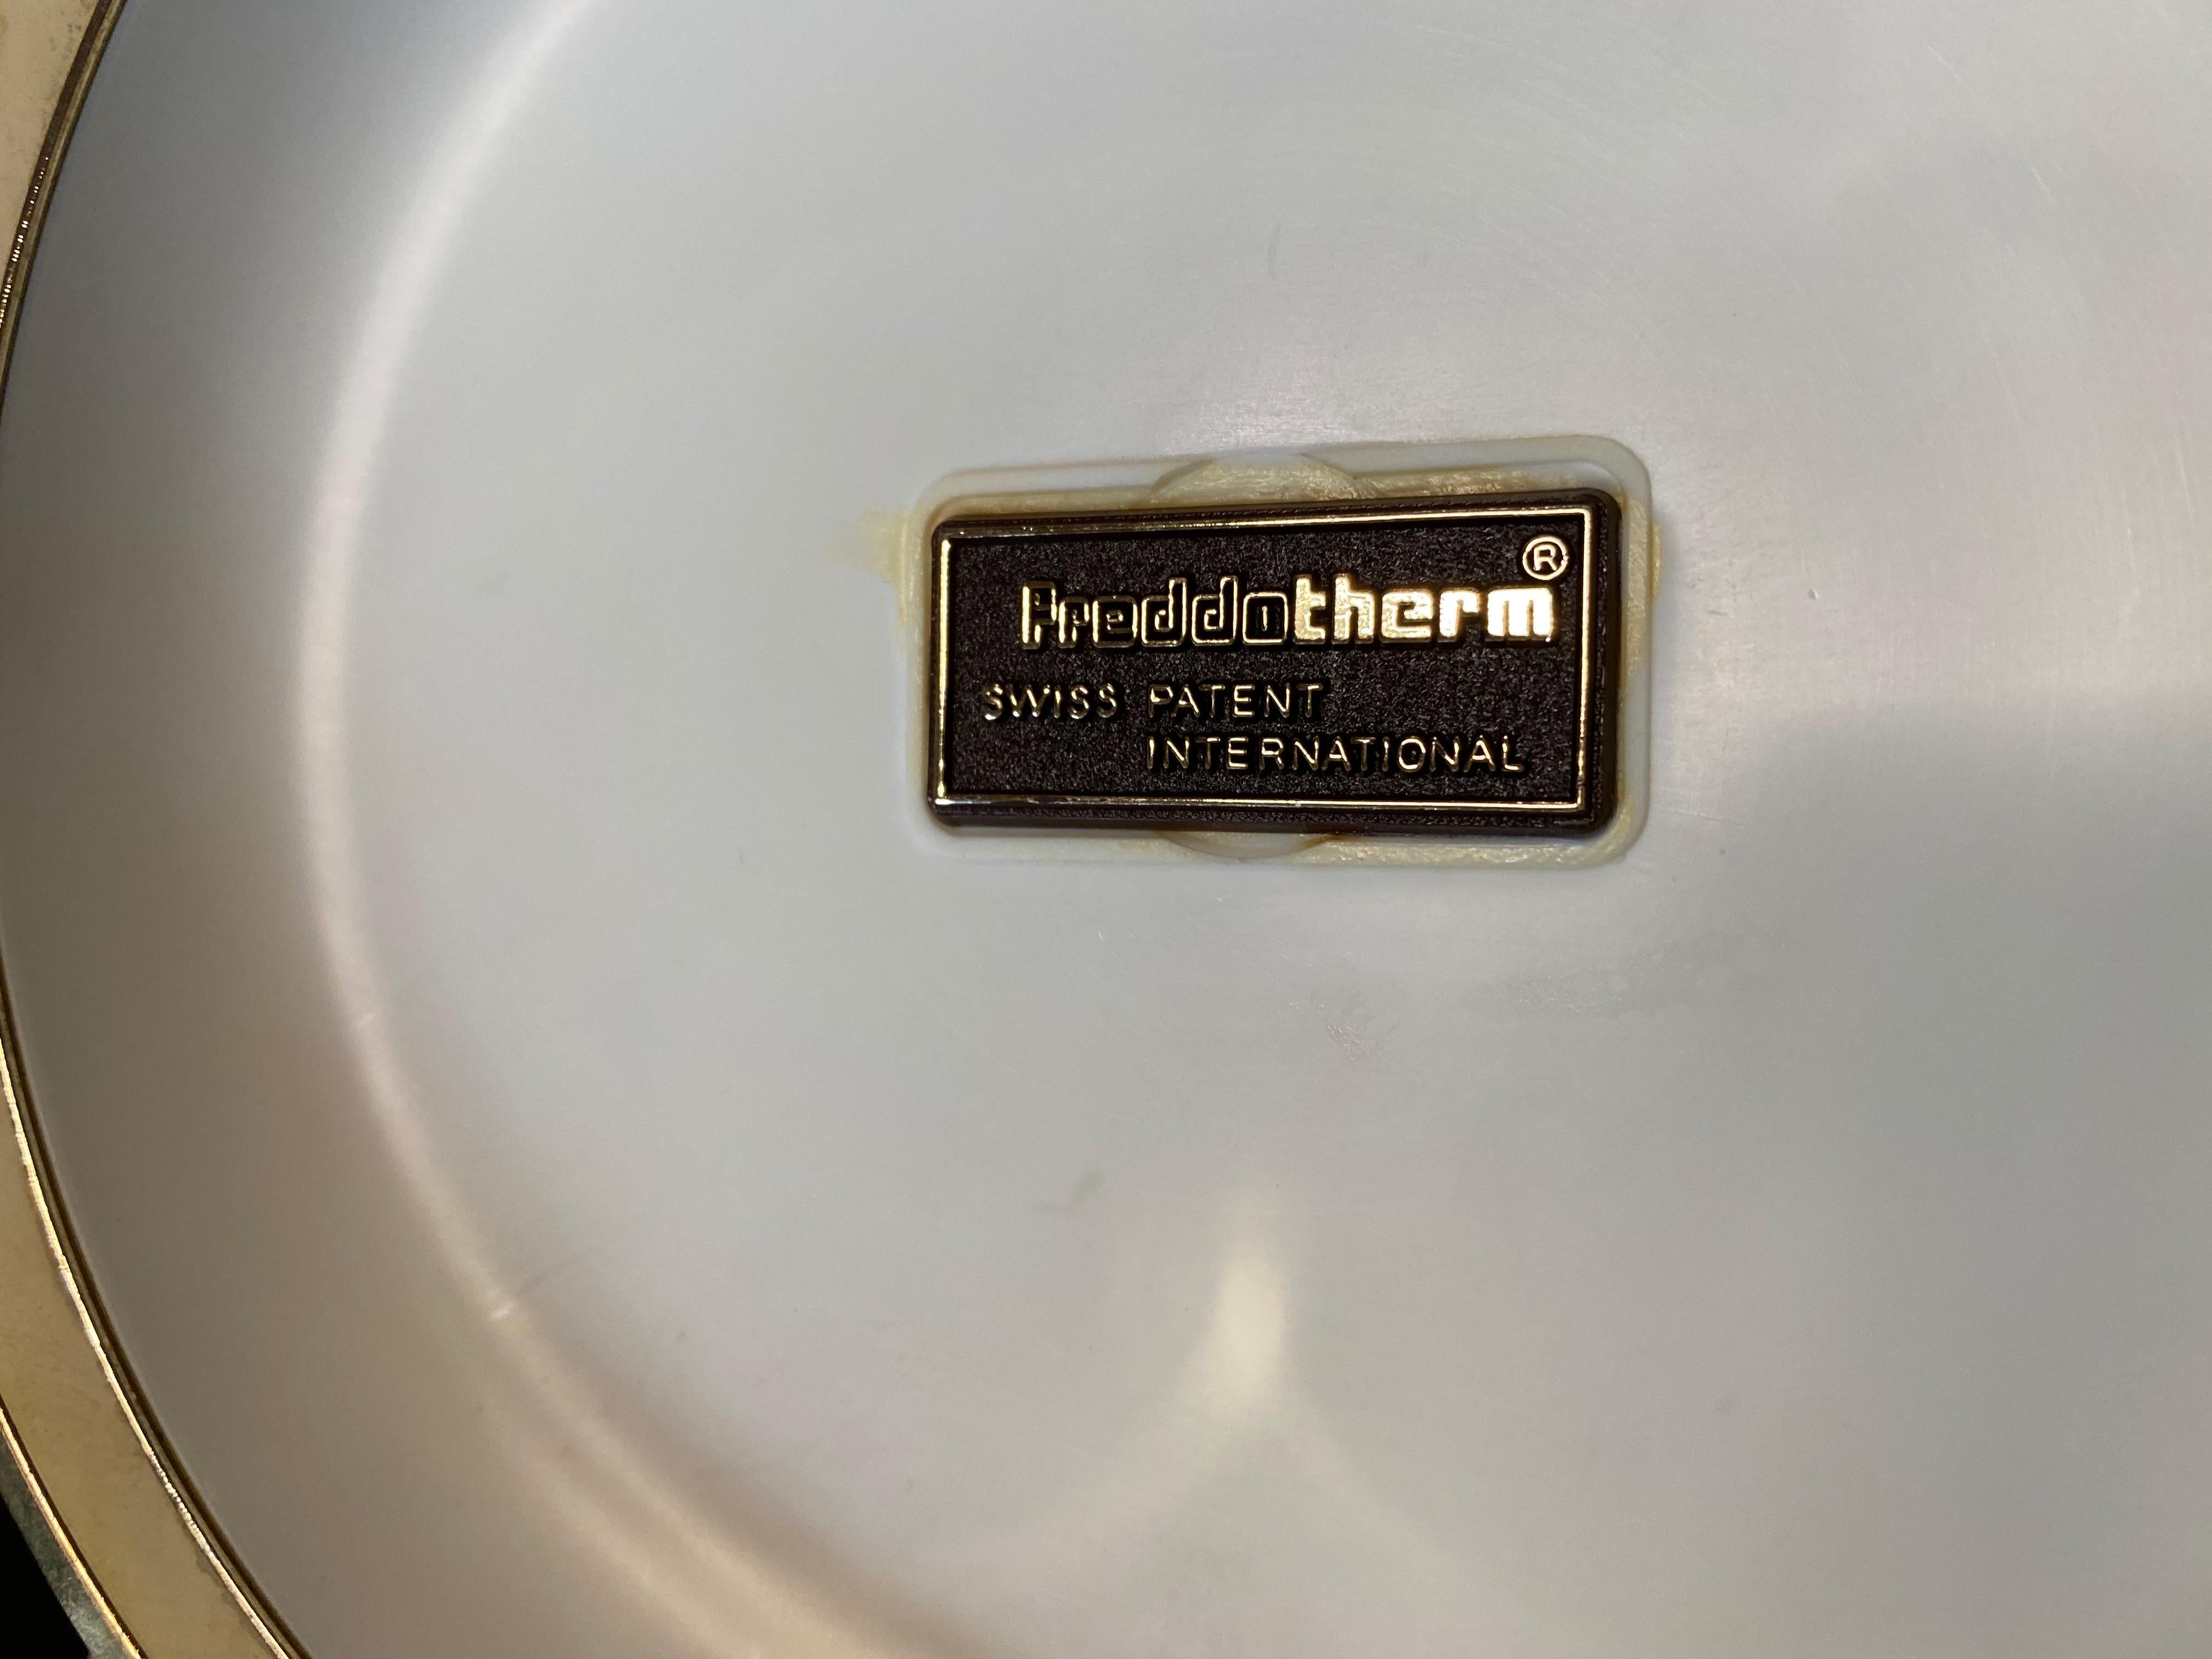 Freddotherm®
SWISS PATENT
INTERNATIONAL